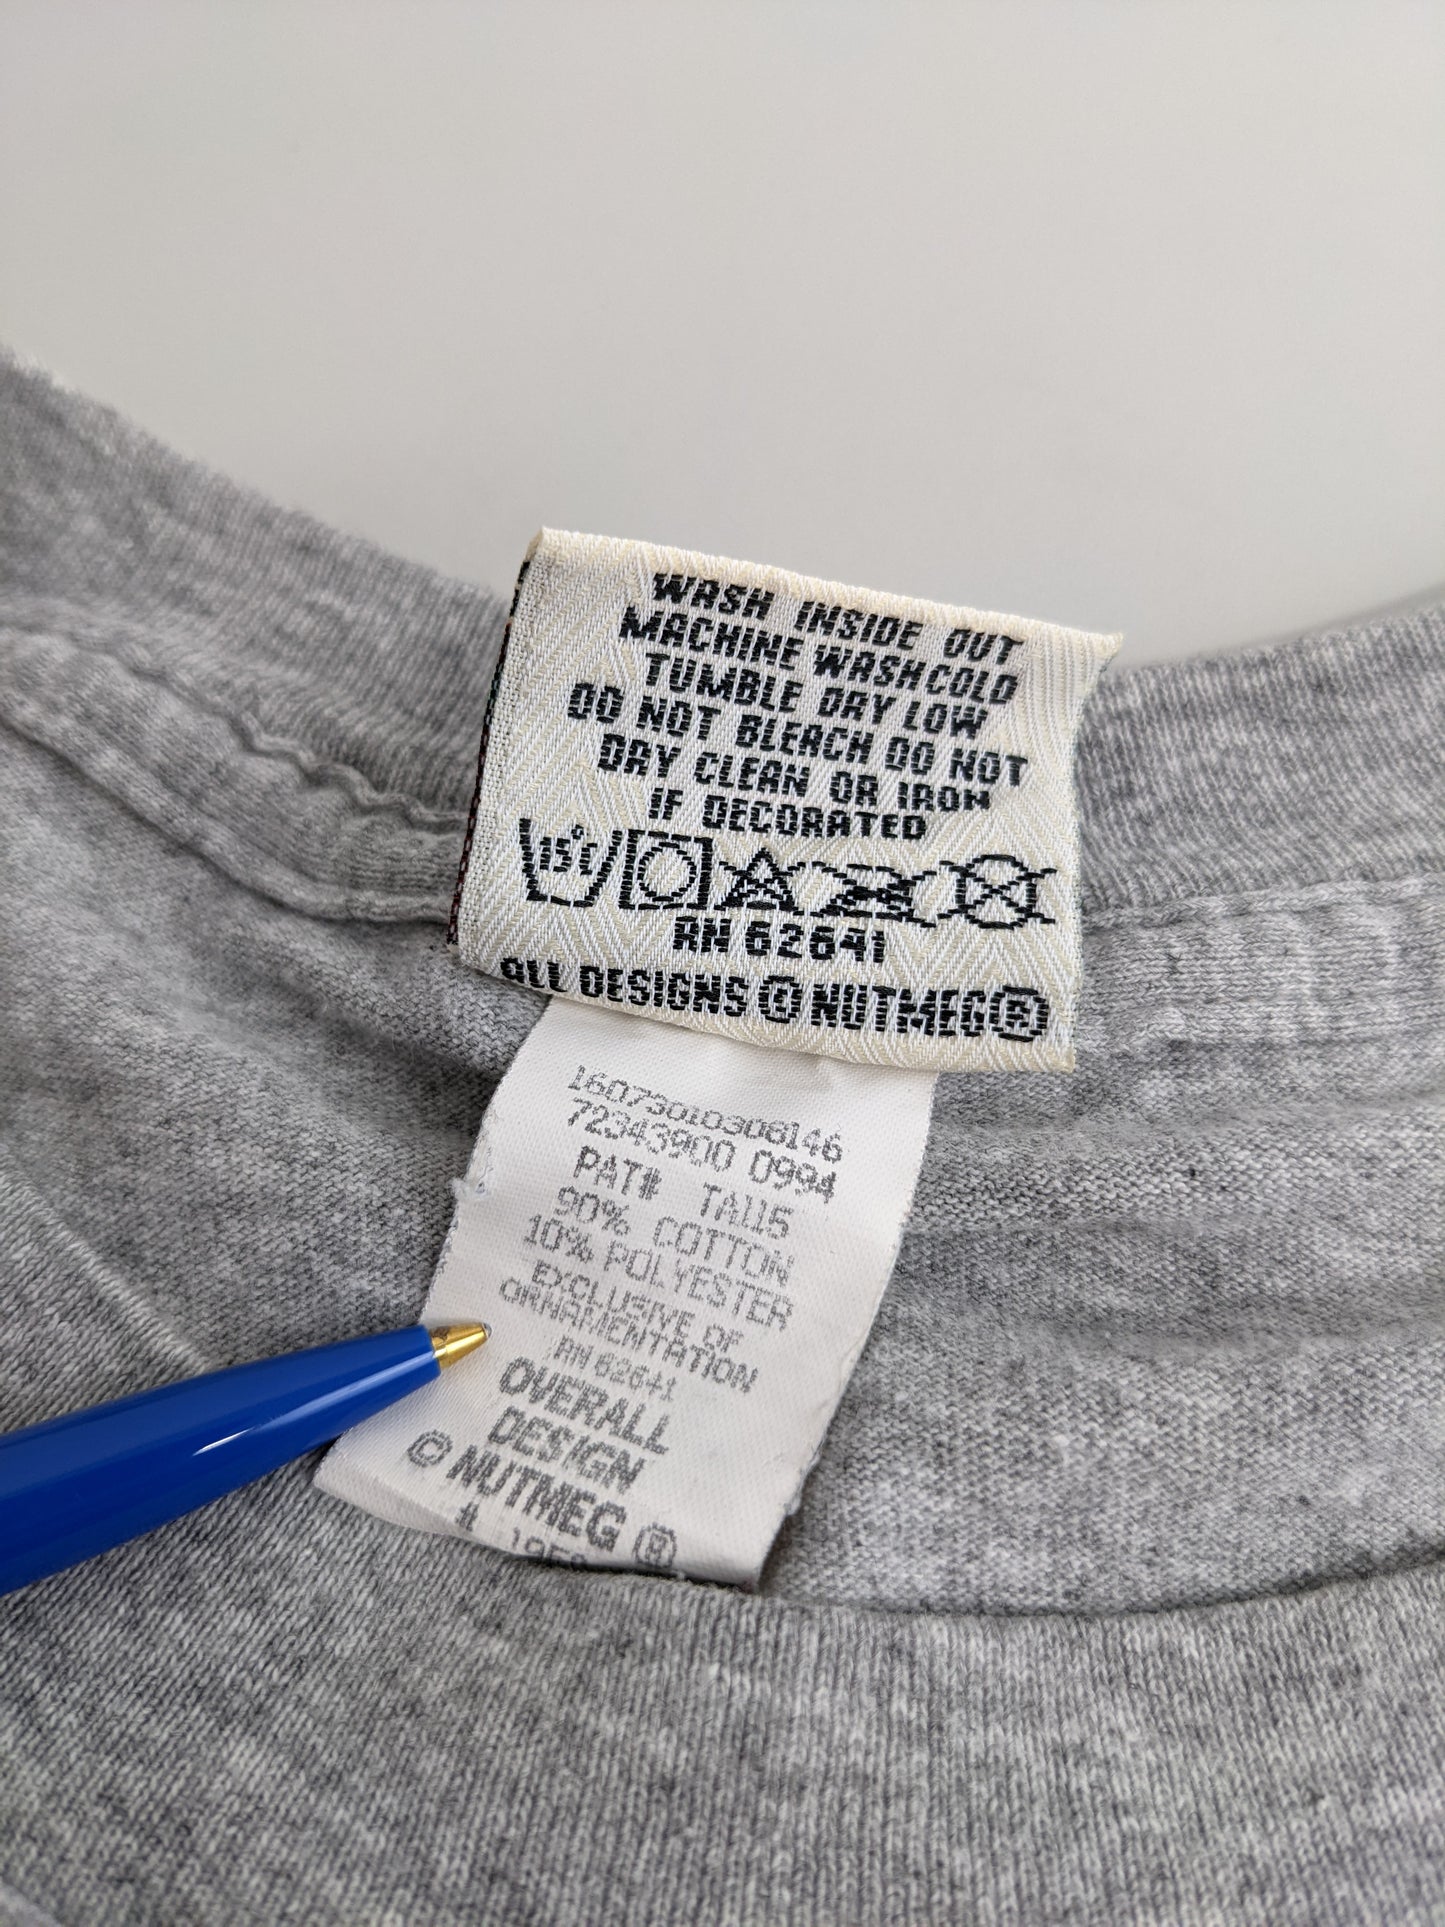 WASH INSIDE OUT
MACHINE WASH COLD
TUMBLE DRY LOW
DO NOT BLEACH DO NOT
DRY CLEAN OR IRON
IF DECORATED
15°C
RN 62641
ALL DESIGNS © NUTMEG®
16073010308146
72343900 0994
PAT# TA115
90% COTTON
10% POLYESTER
EXCLUSIVE OF
ORNAMENTATION
RN 62641
OVERALL
DESIGN
© NUTMEG ®